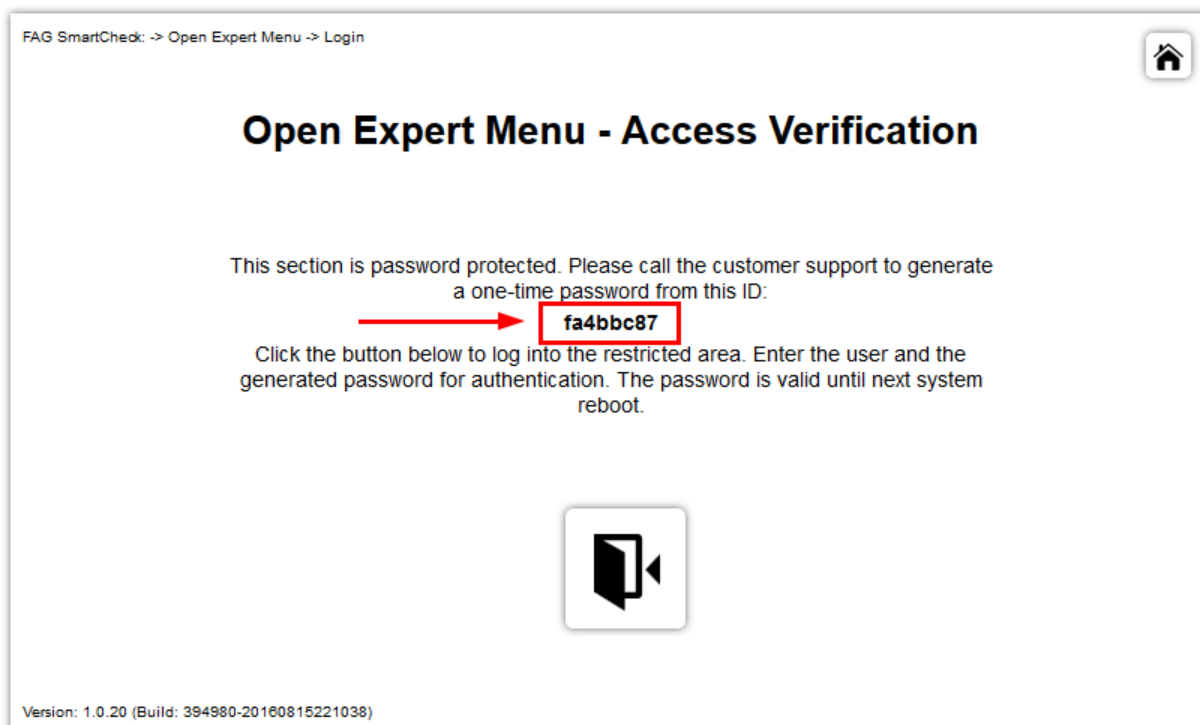 FAG SmartCheck: -> Open Expert Menu -> Login
Open Expert Menu - Access Verification
This section is password protected. Please call the customer support to generate
a one-time password from this ID:
fa4bbc87
Click the button below to log into the restricted area. Enter the user and the
generated password for authentication. The password is valid until next system
reboot.
Version: 1.0.20 (Build: 394980-20160815221038)